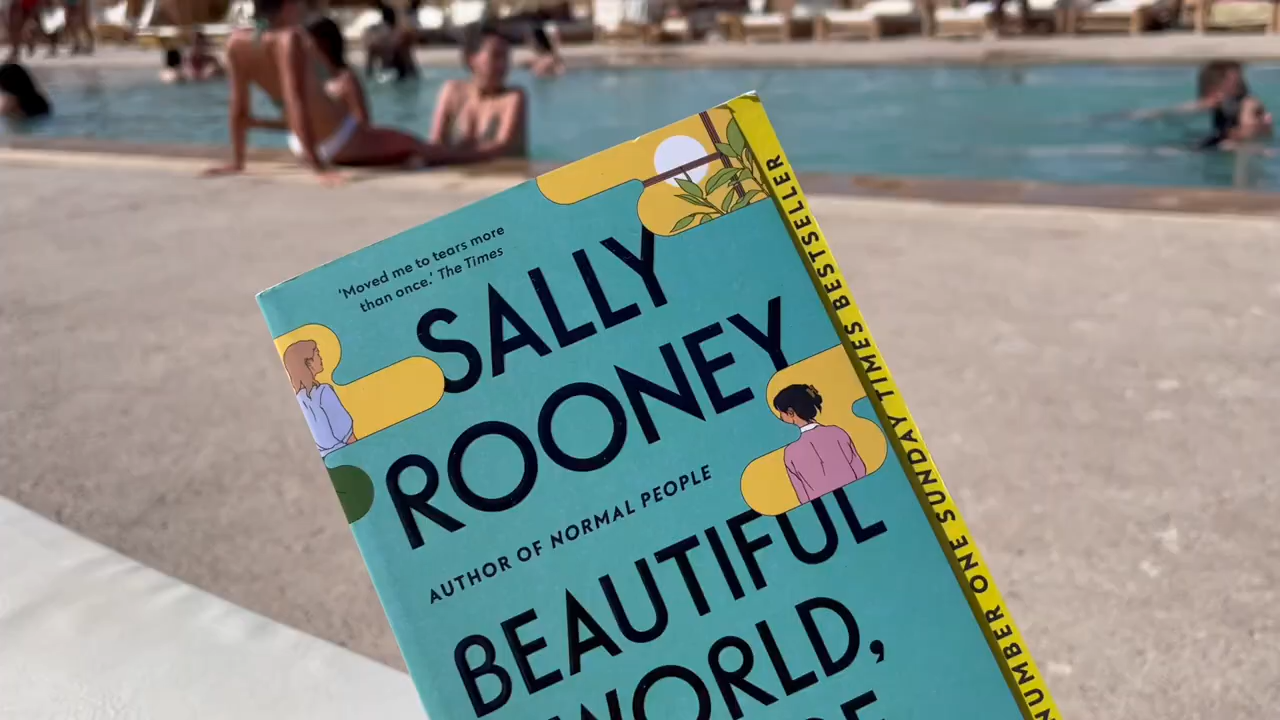 'Moved me to tears more
than once.' The Times
SALLY
ROONEY
AUTHOR OF NORMAL PEOPLE
BEAUTIFUL
WORLD,
NUMBER ONE SUNDAY TIMES BESTSELLER